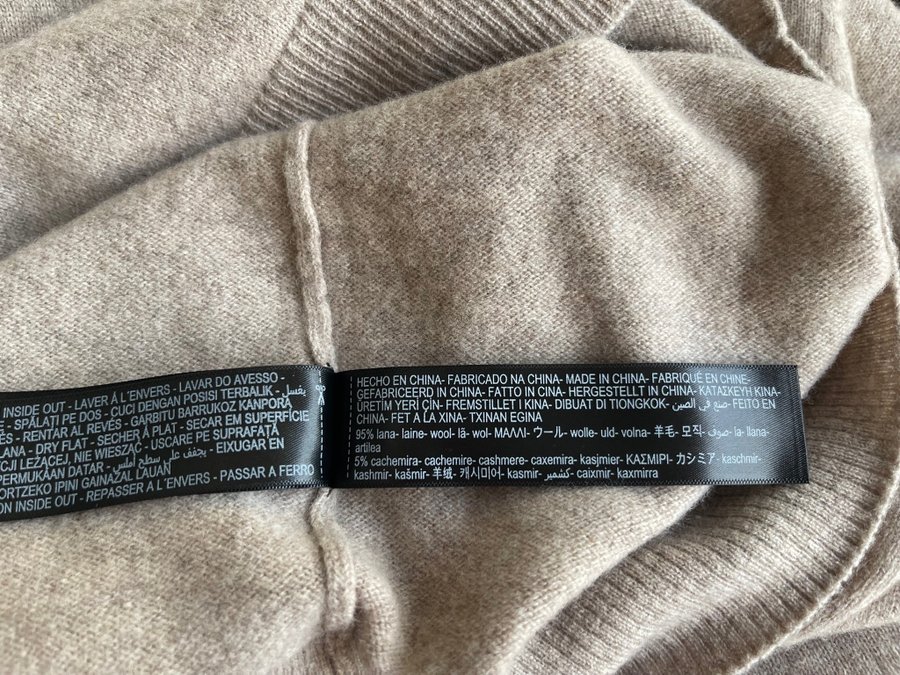 INSIDE OUT - LAVER À L´ENVERS - LAVAR DO AVESSO -
- SPĂLAȚI PE DOS - CUCI DENGAN POSISI TERBALIK - يغسل
- RENTAR AL REVÉS - GARBITU BARRUKOZ KANPORA
LANA - DRY FLAT - SECHER À PLAT - SECAR EM SUPERFÍCIE
CJI LEŻĄCEJ, NIE WIESZAĆ - USCARE PE SUPRAFAȚĂ
PERMUKAAN DATAR - يجفف على سطح أملس - EIXUGAR EN
IPINI GAINAZAL LAUAN
ON INSIDE OUT - REPASSER A L´ENVERS - PASSAR A FERRO
HECHO EN CHINA- FABRICADO NA CHINA- MADE IN CHINA- FABRIQUÉ EN CHINE-
GEFABRICEERD IN CHINA- FATTO IN CINA- HERGESTELLT IN CHINA- ΚΑΤΑΣΚΕΥΗ ΚΙΝΑ-
ÜRETİM YERİ ÇİN- FREMSTILLET I KINA- DIBUAT DI TIONGKOK- صنع في الصين- FEITO EN
CHINA- FET A LA XINA- TXINAN EGINA
95% lana- laine- wool- lã- wol- ΜΑΛΛΙ- ウール- wolle- uld- volna- 羊毛- 모직- صوف- la- llana-
artilea
5% cachemira- cachemire- cashmere- caxemira- kasjmier- ΚΑΣΜΙΡΙ- カシミア- kaschmir-
kashmir- kašmir- 羊绒- 캐시미어- kasmir- كشمير- caixmir- kaxmirra